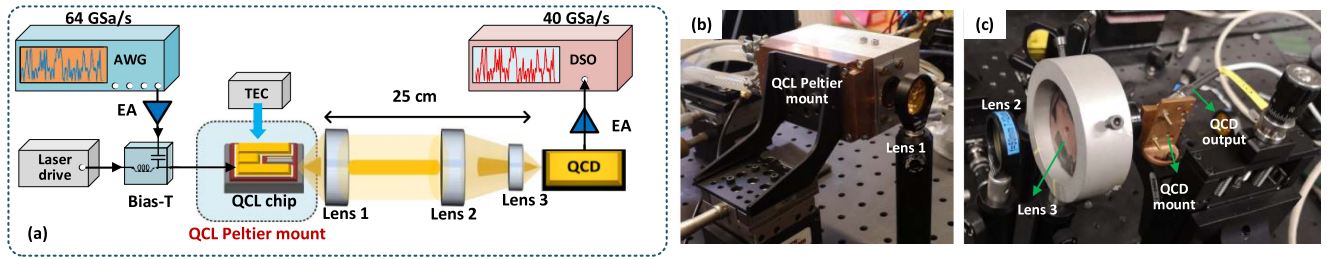 64 GSa/s
40 GSa/s
AWG
DSO
EA
TEC
25 cm
EA
Laser
drive
QCD
Bias-T
QCL chip
Lens 1
Lens 2
Lens 3
QCL Peltier mount
(a)
(b)
QCL Peltier
mount
Lens 1
(c)
Lens 2
QCD
output
QCD
mount
Lens 3